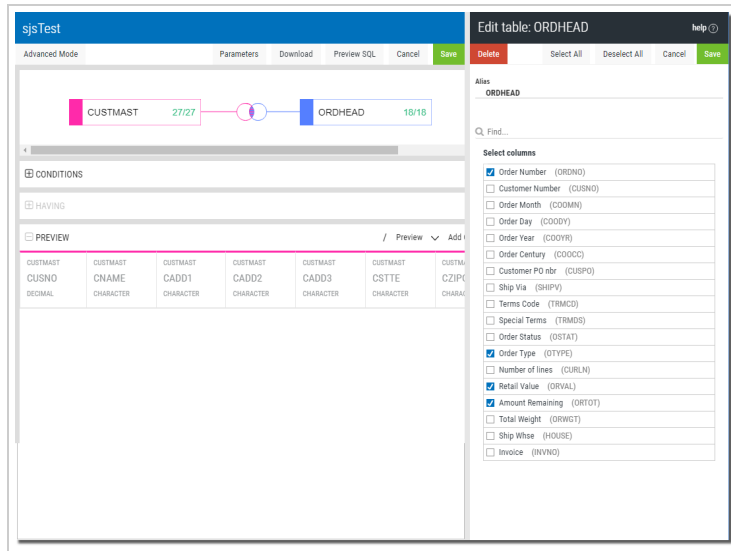 sjsTest
Advanced Mode Parameters Download Preview SQL Cancel Save
CUSTMAST 27/27 ORDHEAD 18/18
CONDITIONS
HAVING
PREVIEW / Preview Add
CUSTMAST CUSTMAST CUSTMAST CUSTMAST CUSTMAST CUSTMAST CUSTMA
CUSNO CNAME CADD1 CADD2 CADD3 CSTTE CZIPC
DECIMAL CHARACTER CHARACTER CHARACTER CHARACTER CHARACTER CHARAC
Edit table: ORDHEAD help ?
Delete Select All Deselect All Cancel Save
Alias
ORDHEAD
Find...
Select columns
Order Number (ORDNO)
Customer Number (CUSNO)
Order Month (COOMN)
Order Day (COODY)
Order Year (COOYR)
Order Century (COOCC)
Customer PO nbr (CUSPO)
Ship Via (SHIPV)
Terms Code (TRMCD)
Special Terms (TRMDS)
Order Status (OSTAT)
Order Type (OTYPE)
Number of lines (CURLN)
Retail Value (ORVAL)
Amount Remaining (ORTOT)
Total Weight (ORWGT)
Ship Whse (HOUSE)
Invoice (INVNO)